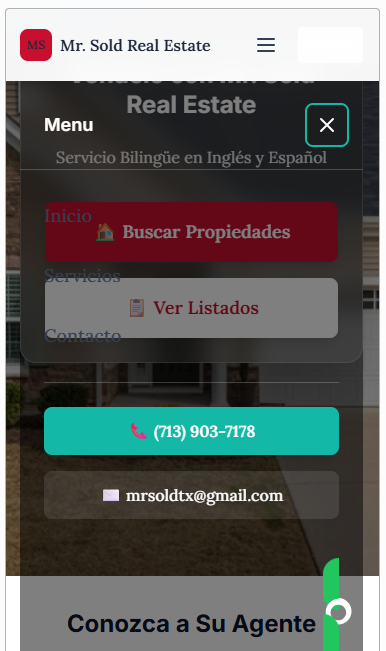 MS Mr. Sold Real Estate
Véndelo con Mr. Sold
Real Estate
Menu
Servicio Bilingüe en Inglés y Español
Inicio
Buscar Propiedades
Servicios
Ver Listados
Contacto
(713) 903-7178
mrsoldtx@gmail.com
Conozca a Su Agente